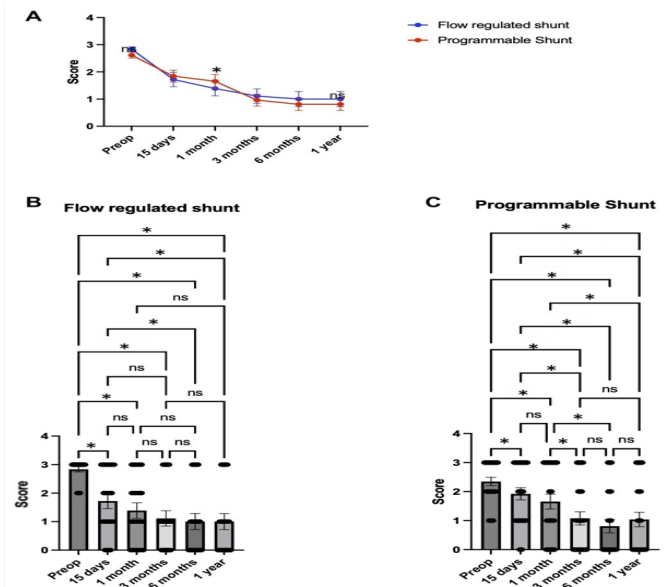 A
4
3
2
1
0
Score
ns
*
ns
Preop
15 days
1 month
3 months
6 months
1 year
Flow regulated shunt
Programmable Shunt
B
Flow regulated shunt
*
*
*
ns
*
*
ns
ns
*
ns
ns
*
ns
ns
4
3
2
1
0
Score
Preop
15 days
1 month
3 months
6 months
1 year
C
Programmable Shunt
*
*
*
*
*
*
ns
*
*
ns
*
*
*
ns
ns
4
3
2
1
0
Score
Preop
15 days
1 month
3 months
6 months
1 year